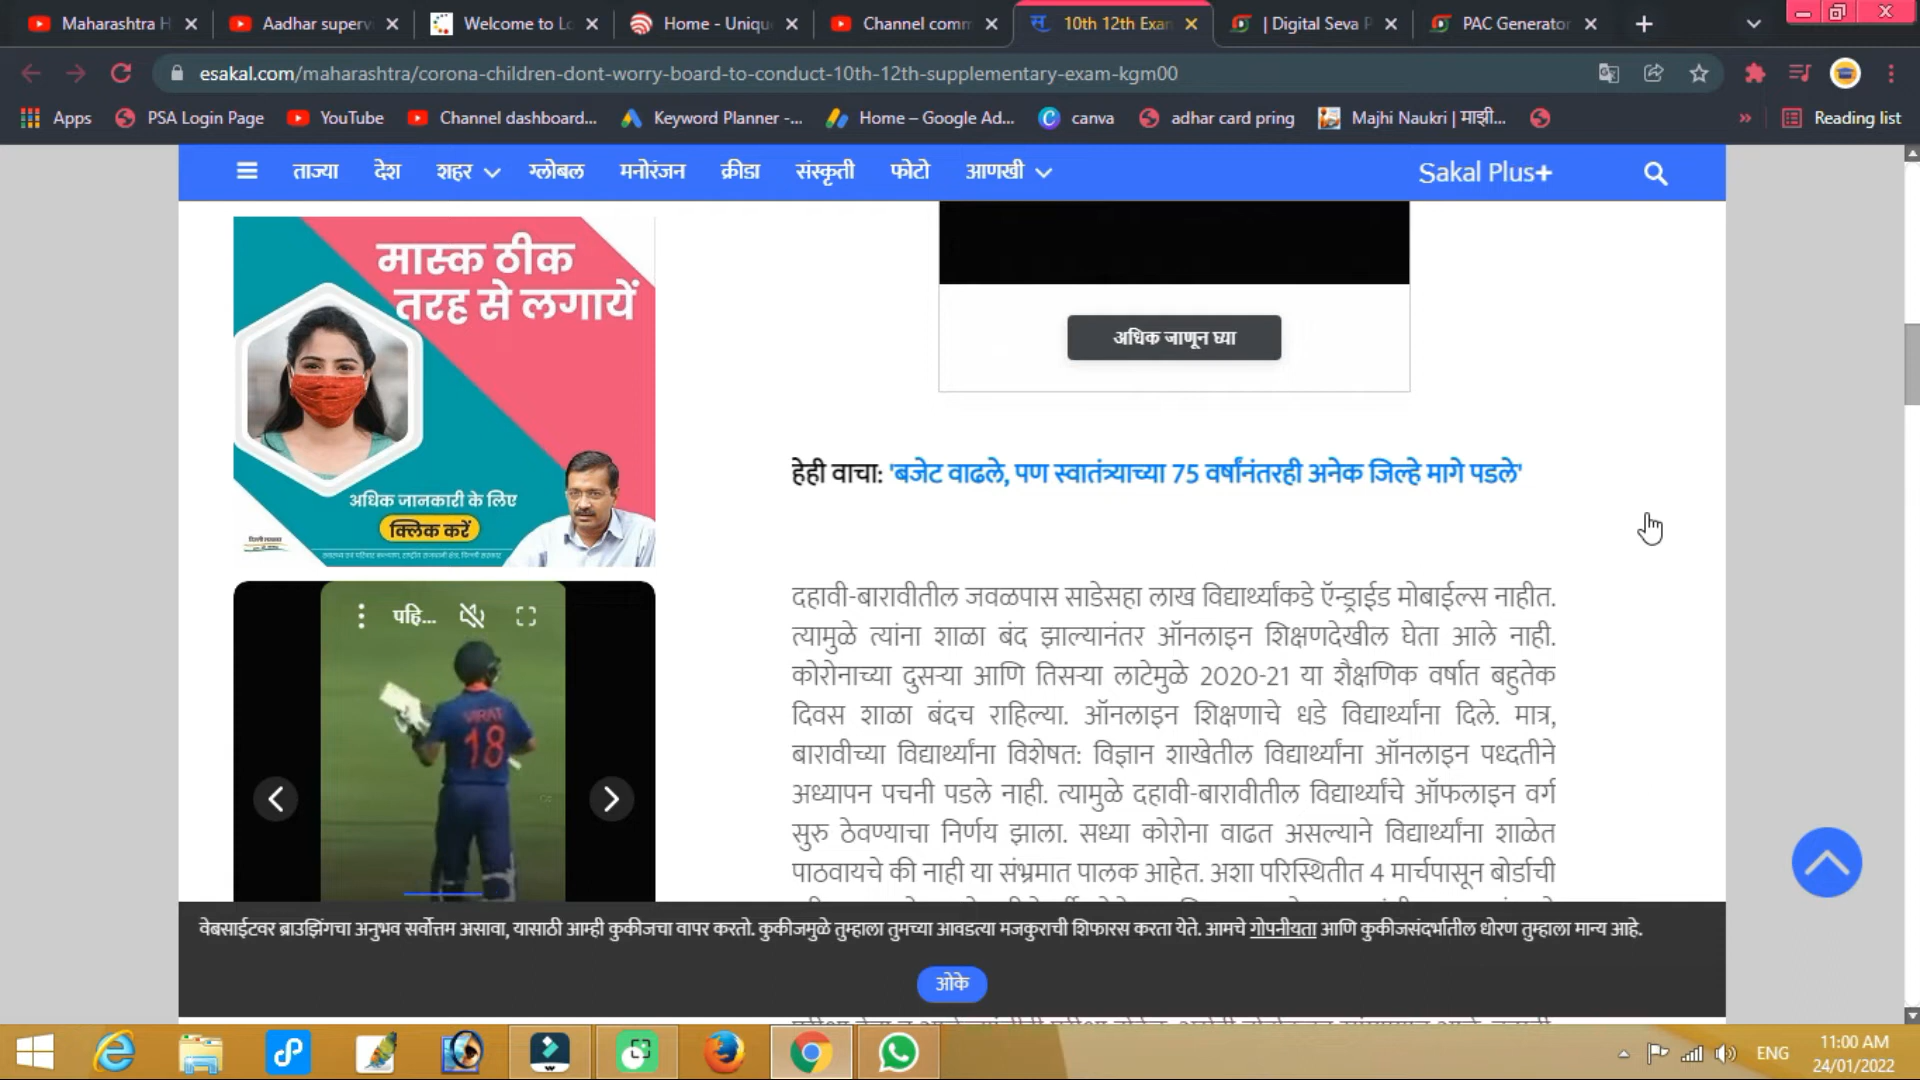 Maharashtra H
Aadhar superv
Welcome to Lo
Home - Uniqu
Channel comm
10th 12th Exam
| Digital Seva P
PAC Generator
esakal.com/maharashtra/corona-children-dont-worry-board-to-conduct-10th-12th-supplementary-exam-kgm00
Apps
PSA Login Page
YouTube
Channel dashboard...
Keyword Planner -...
Home – Google Ad...
canva
adhar card pring
Majhi Naukri | माझी...
Reading list
ताज्या देश शहर ग्लोबल मनोरंजन क्रीडा संस्कृती फोटो आणखी
Sakal Plus+
मास्क ठीक
तरह से लगायें
अधिक जानकारी के लिए
क्लिक करें
पहि...
VIRAT
18
अधिक जाणून घ्या
हेही वाचा: 'बजेट वाढले, पण स्वातंत्र्याच्या 75 वर्षांनंतरही अनेक जिल्हे मागे पडले'
दहावी-बारावीतील जवळपास साडेसहा लाख विद्यार्थ्यांकडे ऍन्ड्राईड मोबाईल्स नाहीत.
त्यामुळे त्यांना शाळा बंद झाल्यानंतर ऑनलाइन शिक्षणदेखील घेता आले नाही.
कोरोनाच्या दुसऱ्या आणि तिसऱ्या लाटेमुळे 2020-21 या शैक्षणिक वर्षात बहुतेक
दिवस शाळा बंदच राहिल्या. ऑनलाइन शिक्षणाचे धडे विद्यार्थ्यांना दिले. मात्र,
बारावीच्या विद्यार्थ्यांना विशेषत: विज्ञान शाखेतील विद्यार्थ्यांना ऑनलाइन पध्दतीने
अध्यापन पचनी पडले नाही. त्यामुळे दहावी-बारावीतील विद्यार्थ्यांचे ऑफलाइन वर्ग
सुरु ठेवण्याचा निर्णय झाला. सध्या कोरोना वाढत असल्याने विद्यार्थ्यांना शाळेत
पाठवायचे की नाही या संभ्रमात पालक आहेत. अशा परिस्थितीत 4 मार्चपासून बोर्डाची
वेबसाईटवर ब्राउझिंगचा अनुभव सर्वोत्तम असावा, यासाठी आम्ही कुकीजचा वापर करतो. कुकीजमुळे तुम्हाला तुमच्या आवडत्या मजकुराची शिफारस करता येते. आमचे गोपनीयता आणि कुकीजसंदर्भातील धोरण तुम्हाला मान्य आहे.
ओके
ENG
11:00 AM
24/01/2022